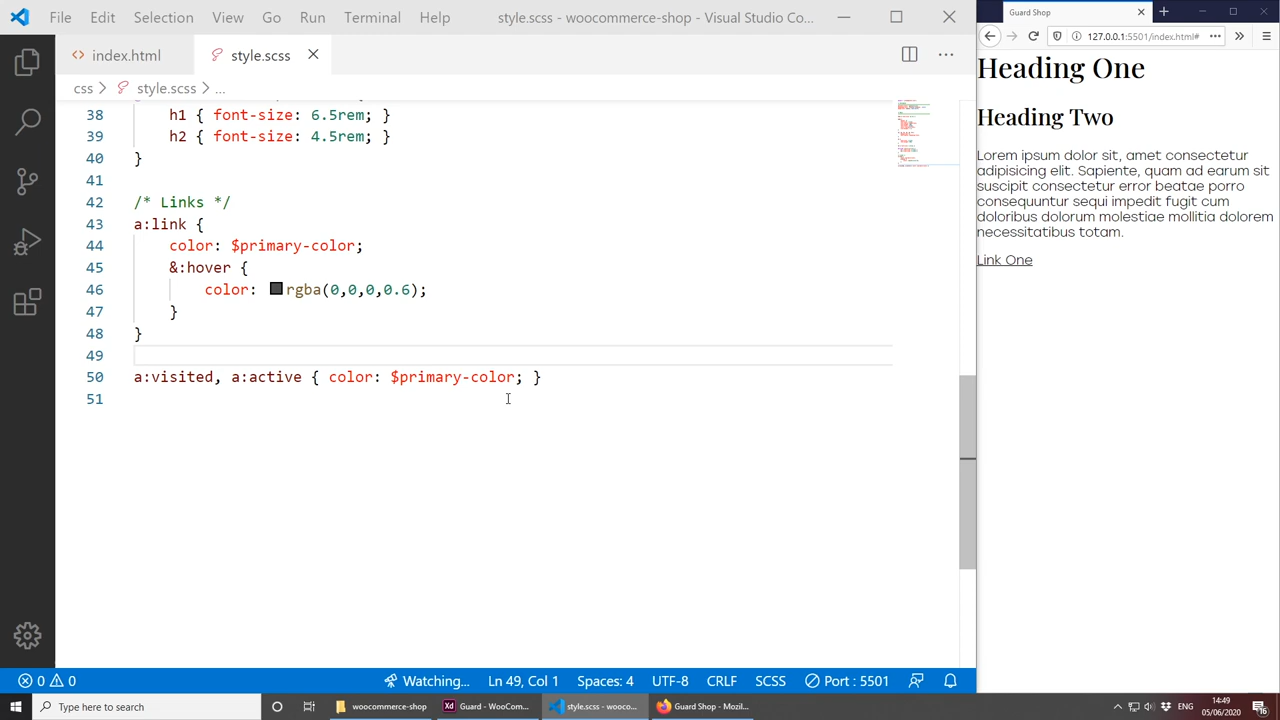 File Edit Selection View Go Run Terminal Help style.scss - woocommerce-shop - Visual Studio Co...
index.html style.scss
css > style.scss > ...
38 h1 { font-size: 6.5rem; }
39 h2 { font-size: 4.5rem; }
40 }
41
42 /* Links */
43 a:link {
44 color: $primary-color;
45 &:hover {
46 color: rgba(0,0,0,0.6);
47 }
48 }
49
50 a:visited, a:active { color: $primary-color; }
51
0 0 Watching... Ln 49, Col 1 Spaces: 4 UTF-8 CRLF SCSS Port : 5501
Guard Shop
127.0.0.1:5501/index.html#
Heading One
Heading Two
Lorem ipsum dolor sit, amet consectetur
adipisicing elit. Sapiente, quam ad earum sit
suscipit consectetur error beatae porro
consequuntur sequi impedit fugit cum
doloribus dolorum molestiae mollitia dolorem
necessitatibus totam.
Link One
Type here to search woocommerce-shop Guard - WooCom... style.scss - wooco... Guard Shop - Mozil... ENG 14:49
05/06/2020